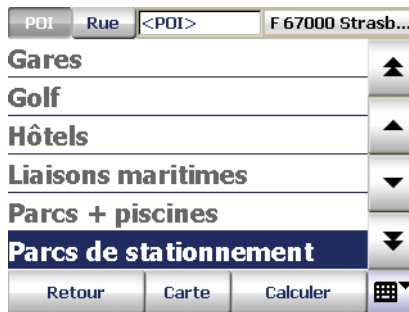 POI Rue <POI> F 67000 Strasb...
Gares
Golf
Hôtels
Liaisons maritimes
Parcs + piscines
Parcs de stationnement
Retour Carte Calculer